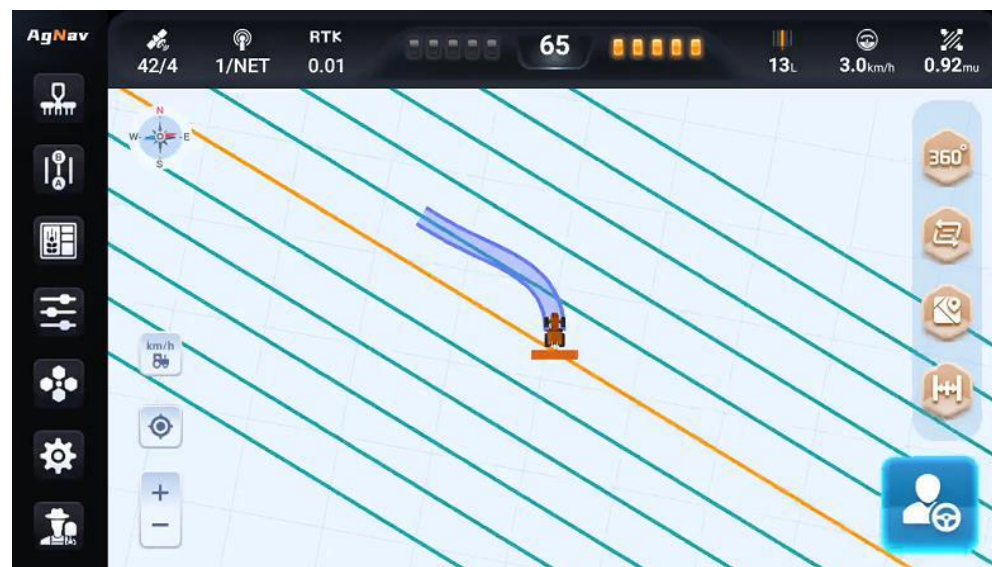 AgNav
42/4
1/NET
RTK
0.01
65
13L
3.0km/h
0.92mu
N
W
E
S
B
A
360°
km/h
+
−